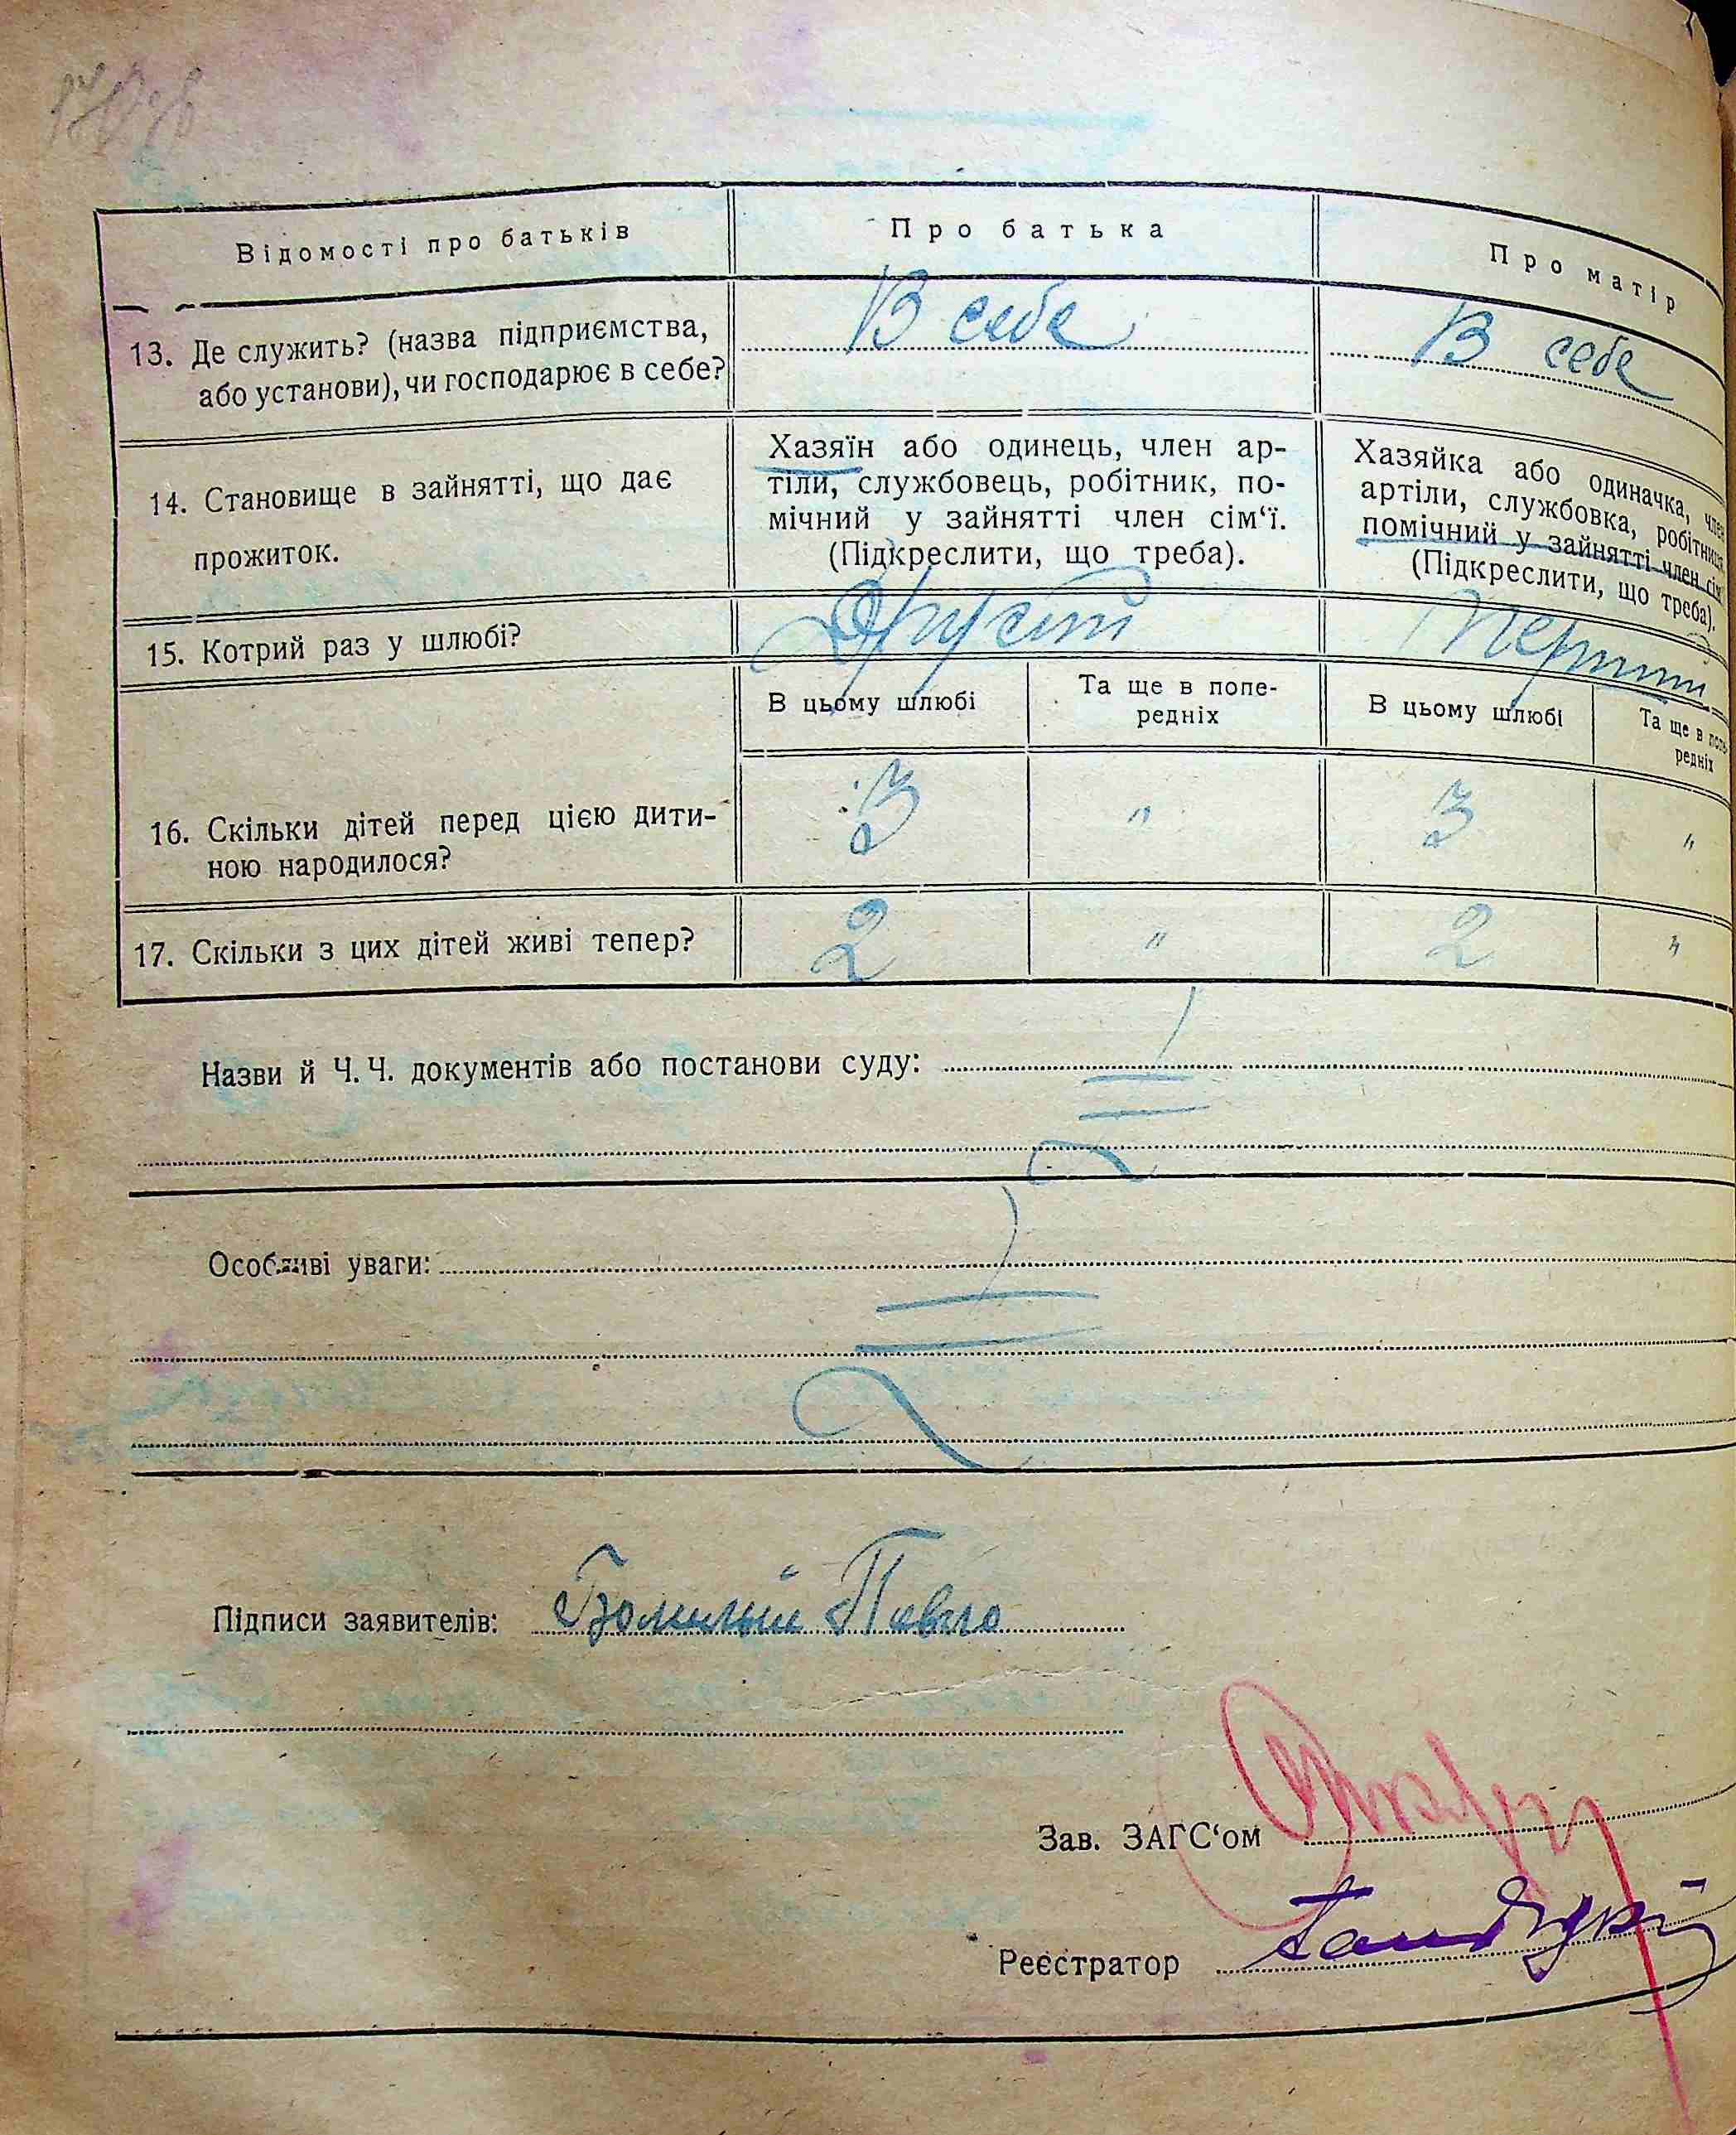 Відомості про батьків
Про батька
Про матір
13. Де служить? (назва підприємства,
або установи), чи господарює в себе?
В себе
В себе
14. Становище в зайнятті, що дає
прожиток.
Хазяїн або одинець, член ар-
тіли, службовець, робітник, по-
мічний у зайнятті член сім‘ї.
(Підкреслити, що треба).
Хазяйка або одиначка, член
артіли, службовка, робітниця,
помічний у зайнятті член сім
(Підкреслити, що треба).
15. Котрий раз у шлюбі?
Другий
Перший
В цьому шлюбі
Та ще в попе-
редніх
В цьому шлюбі
Та ще в попе-
редніх
16. Скільки дітей перед цією дити-
ною народилося?
3 " 3 "
17. Скільки з цих дітей живі тепер?
2 " 2 "
Назви й Ч. Ч. документів або постанови суду:
Особливі уваги:
Підписи заявителів: Павло
Зав. ЗАГС‘ом
Реєстратор